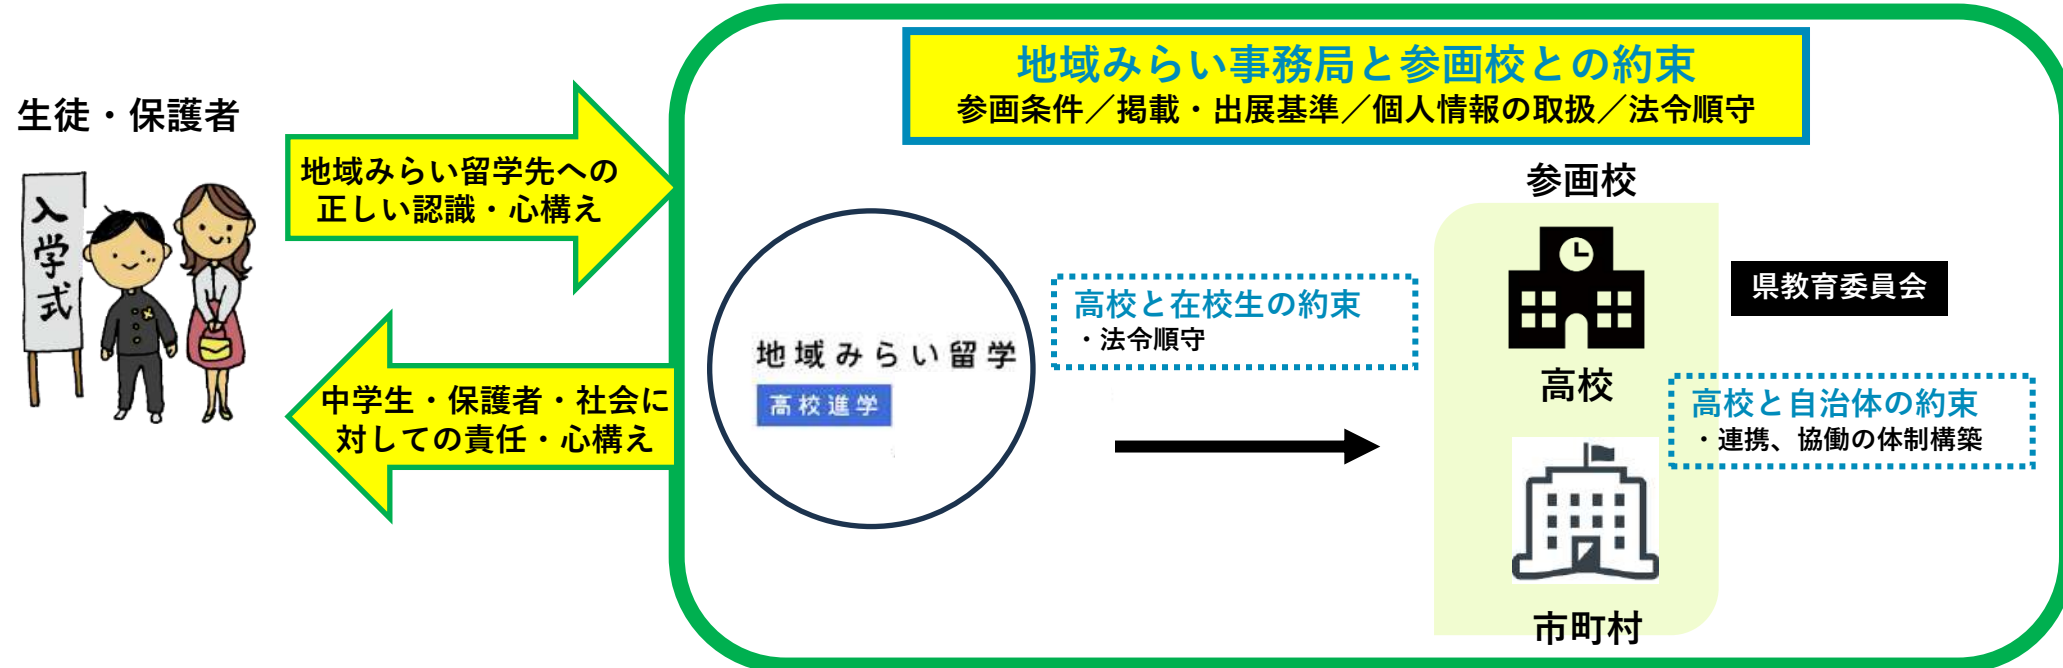 生徒・保護者
入学式
地域みらい留学先への
正しい認識・心構え
中学生・保護者・社会に
対しての責任・心構え
地域みらい事務局と参画校との約束
参画条件／掲載・出展基準／個人情報の取扱／法令順守
地域みらい留学
高校進学
高校と在校生の約束
・法令順守
参画校
高校
県教育委員会
高校と自治体の約束
・連携、協働の体制構築
市町村